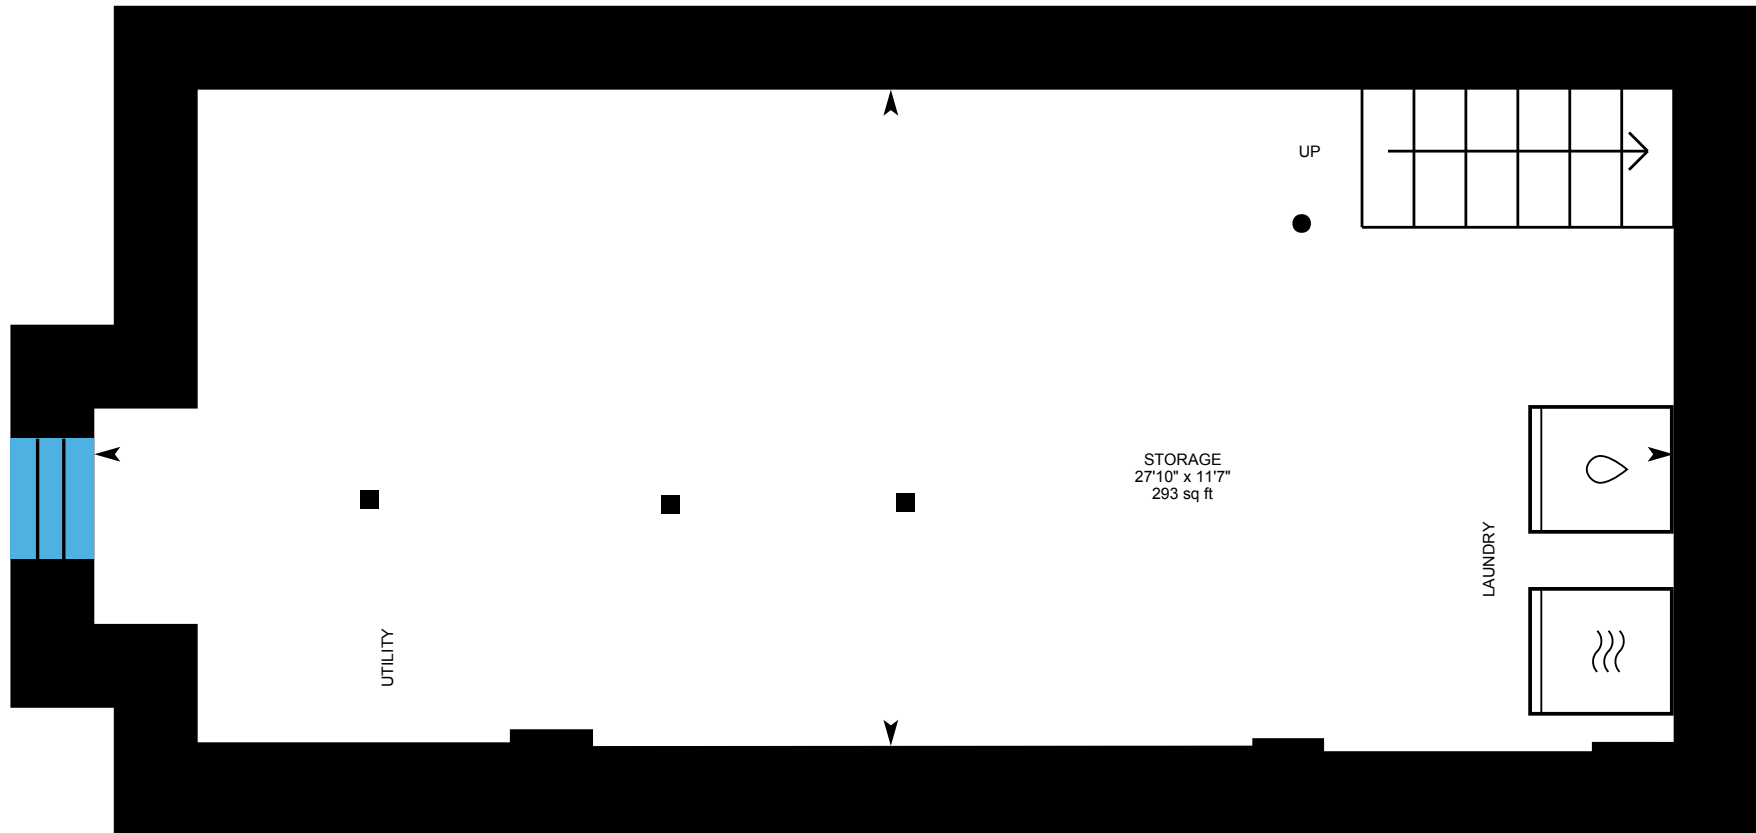 UP
STORAGE
27'10" x 11'7"
293 sq ft
LAUNDRY
UTILITY